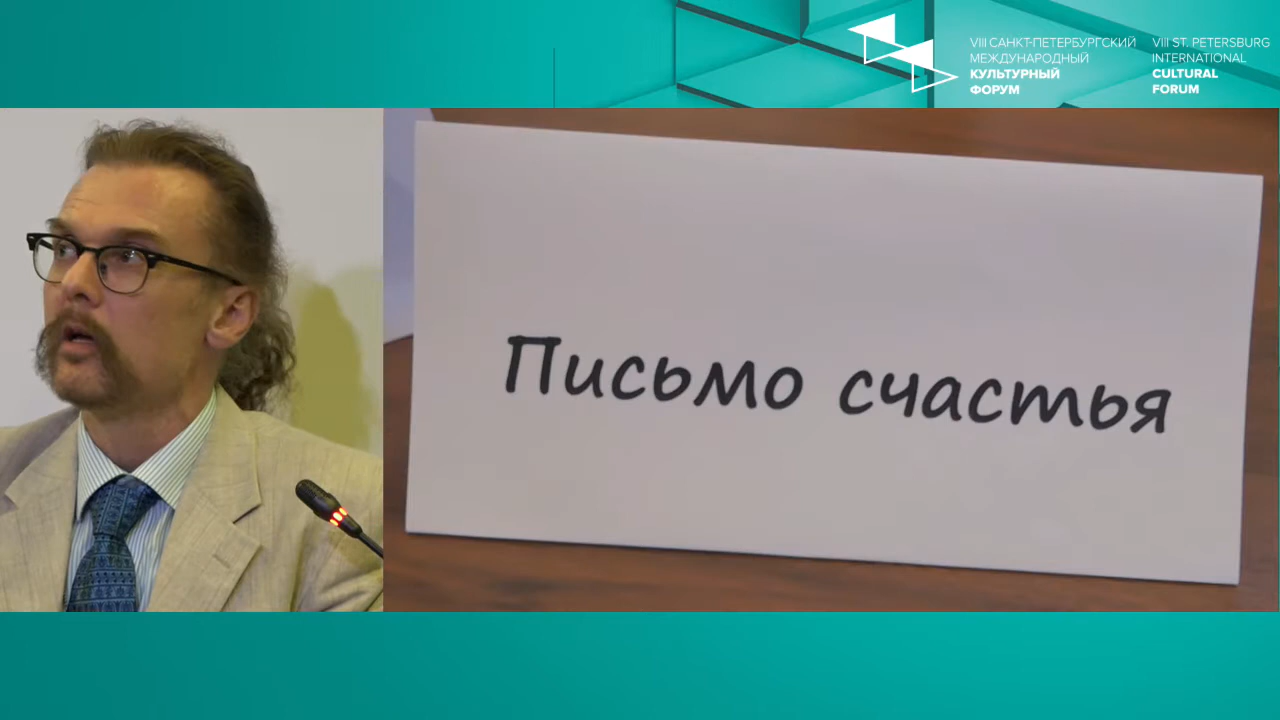 VIII САНКТ-ПЕТЕРБУРГСКИЙ
МЕЖДУНАРОДНЫЙ
КУЛЬТУРНЫЙ
ФОРУМ
VIII ST. PETERSBURG
INTERNATIONAL
CULTURAL
FORUM
Письмо счастья